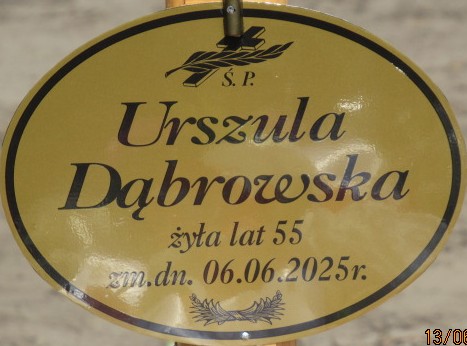 Ś. P.
Urszula
Dąbrowska
żyła lat 55
zm.dn. 06.06.2025r.
13/06